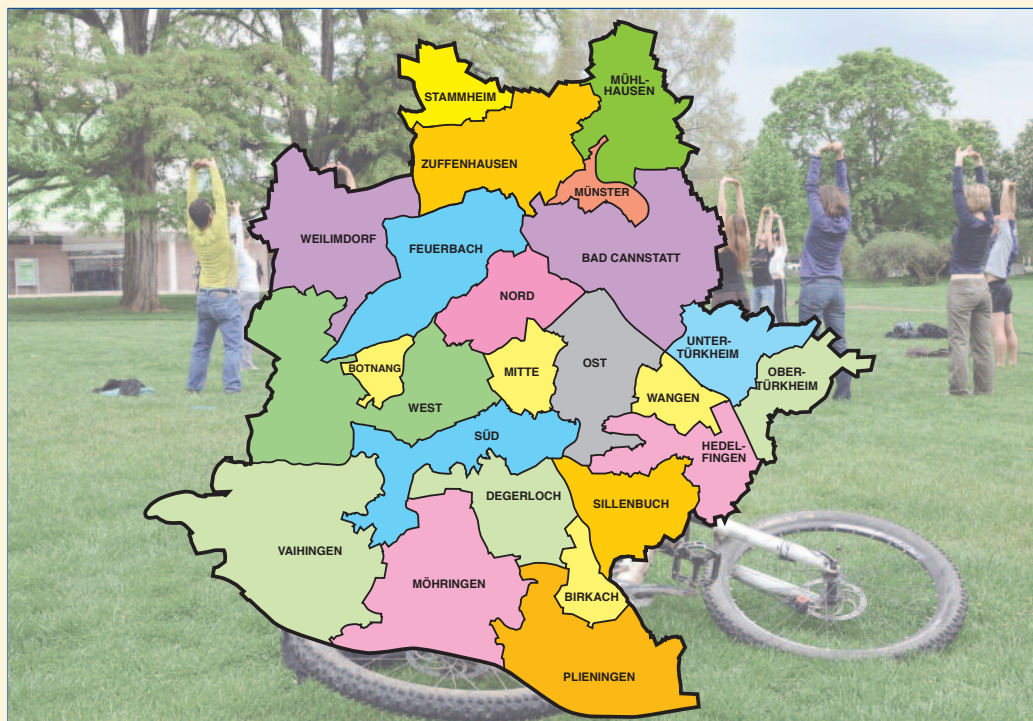 STAMMHEIM
MÜHL-
HAUSEN
ZUFFENHAUSEN
MÜNSTER
WEILIMDORF
FEUERBACH
BAD CANNSTATT
NORD
UNTER-
TÜRKHEIM
OBER-
TÜRKHEIM
BOTNANG
MITTE
OST
WANGEN
WEST
SÜD
HEDEL-
FINGEN
DEGERLOCH
SILLENBUCH
VAIHINGEN
MÖHRINGEN
BIRKACH
PLIENINGEN